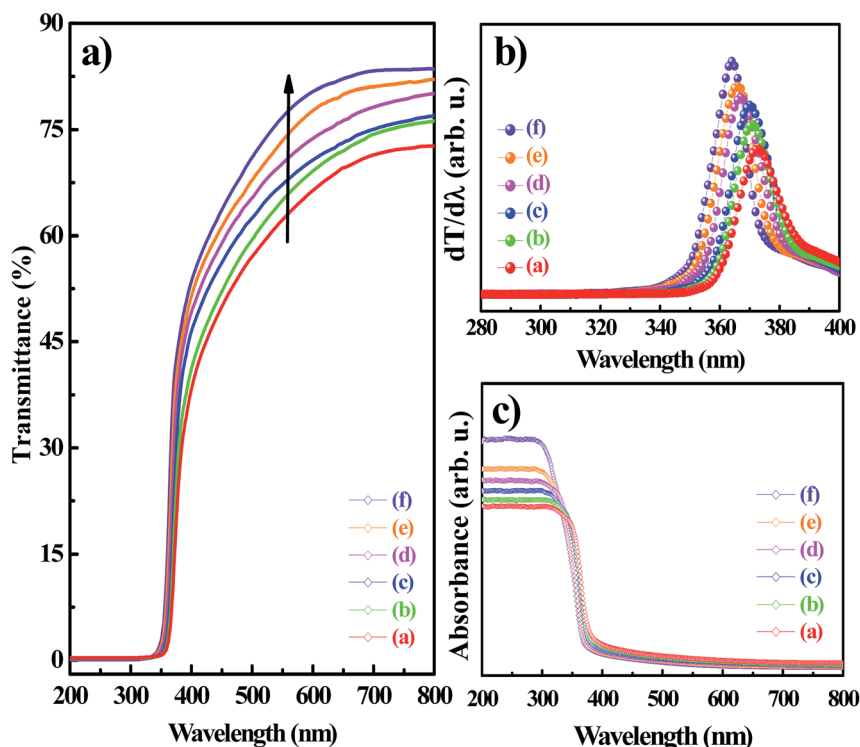 a)
90
75
60
45
30
15
0
Transmittance (%)
(f)
(e)
(d)
(c)
(b)
(a)
200 300 400 500 600 700 800
Wavelength (nm)
b)
dT/dλ (arb. u.)
(f)
(e)
(d)
(c)
(b)
(a)
280 300 320 340 360 380 400
Wavelength (nm)
c)
Absorbance (arb. u.)
(f)
(e)
(d)
(c)
(b)
(a)
200 300 400 500 600 700 800
Wavelength (nm)